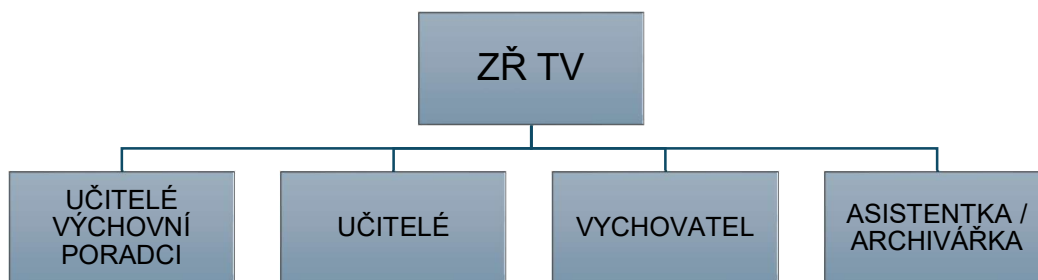 ZŘ TV
UČITELÉ
VÝCHOVNÍ
PORADCI
UČITELÉ
VYCHOVATEL
ASISTENTKA /
ARCHIVÁŘKA